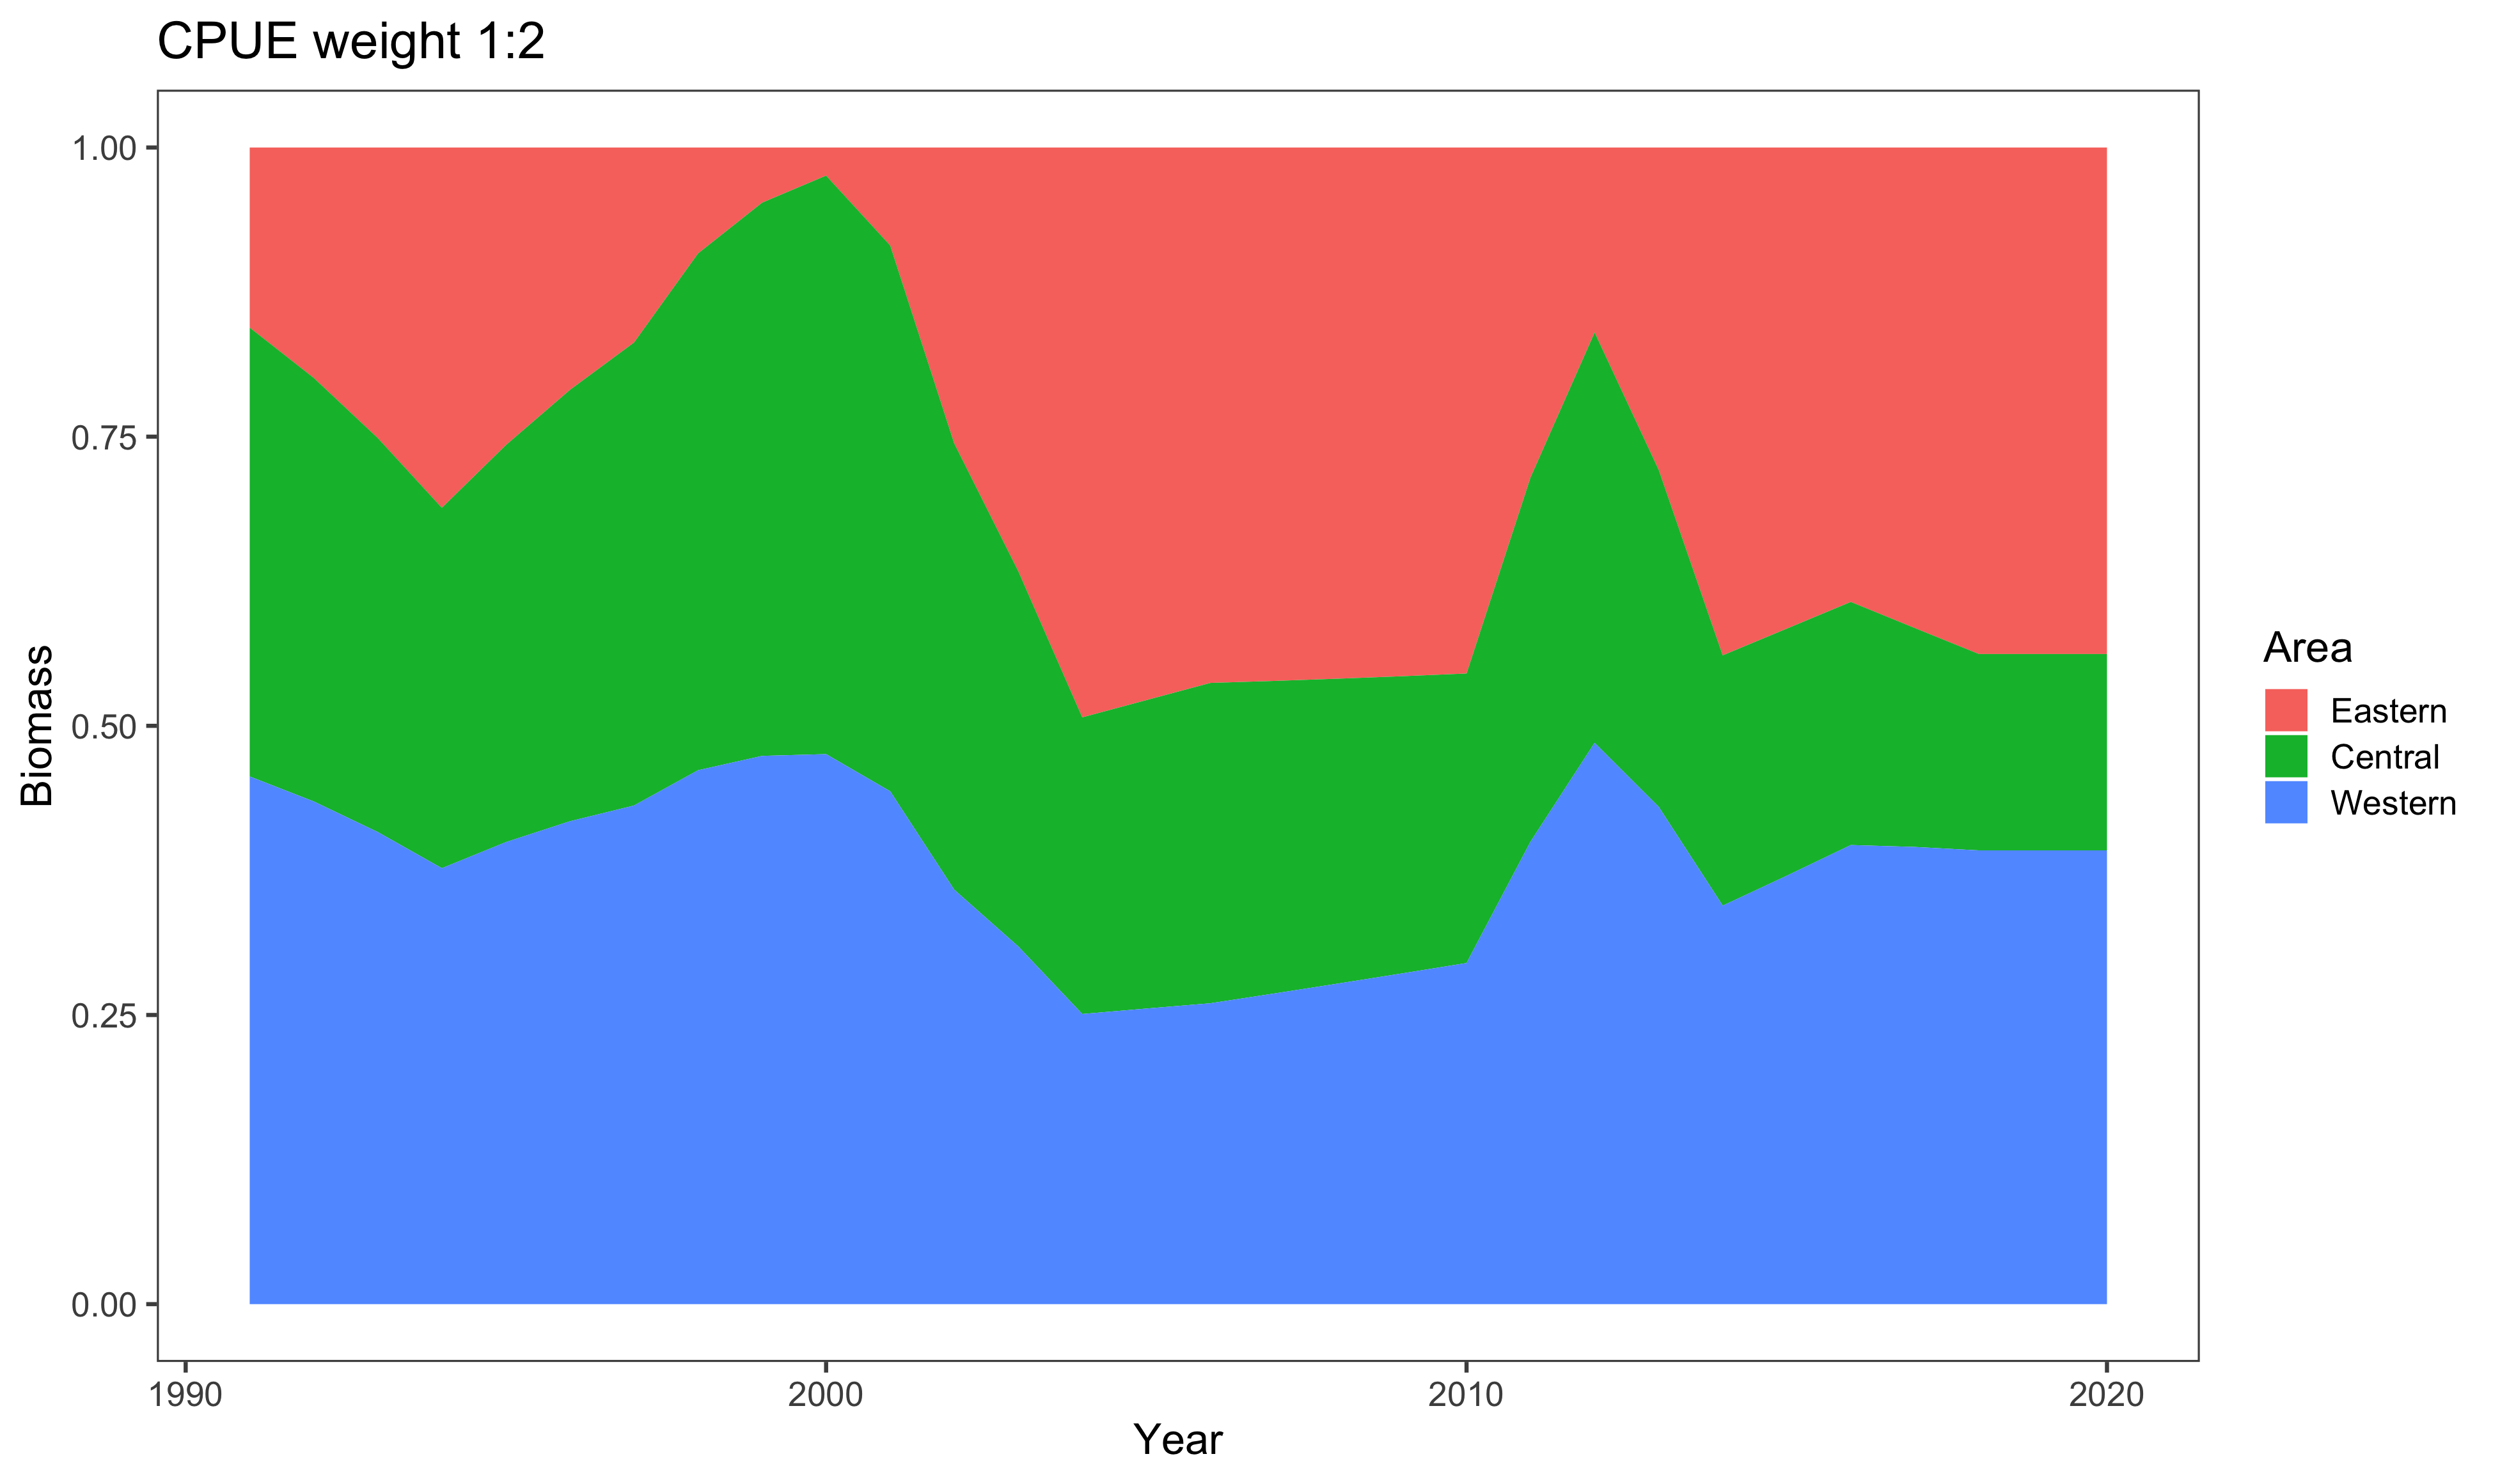 CPUE weight 1:2
Biomass
1.00
0.75
0.50
0.25
0.00
1990 2000 2010 2020
Year
Area
Eastern
Central
Western